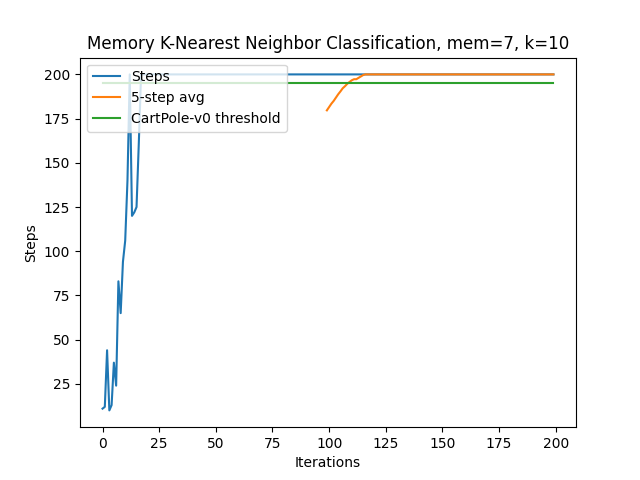 Memory K-Nearest Neighbor Classification, mem=7, k=10
Steps
5-step avg
CartPole-v0 threshold
200
175
150
125
100
75
50
25
Steps
0 25 50 75 100 125 150 175 200
Iterations